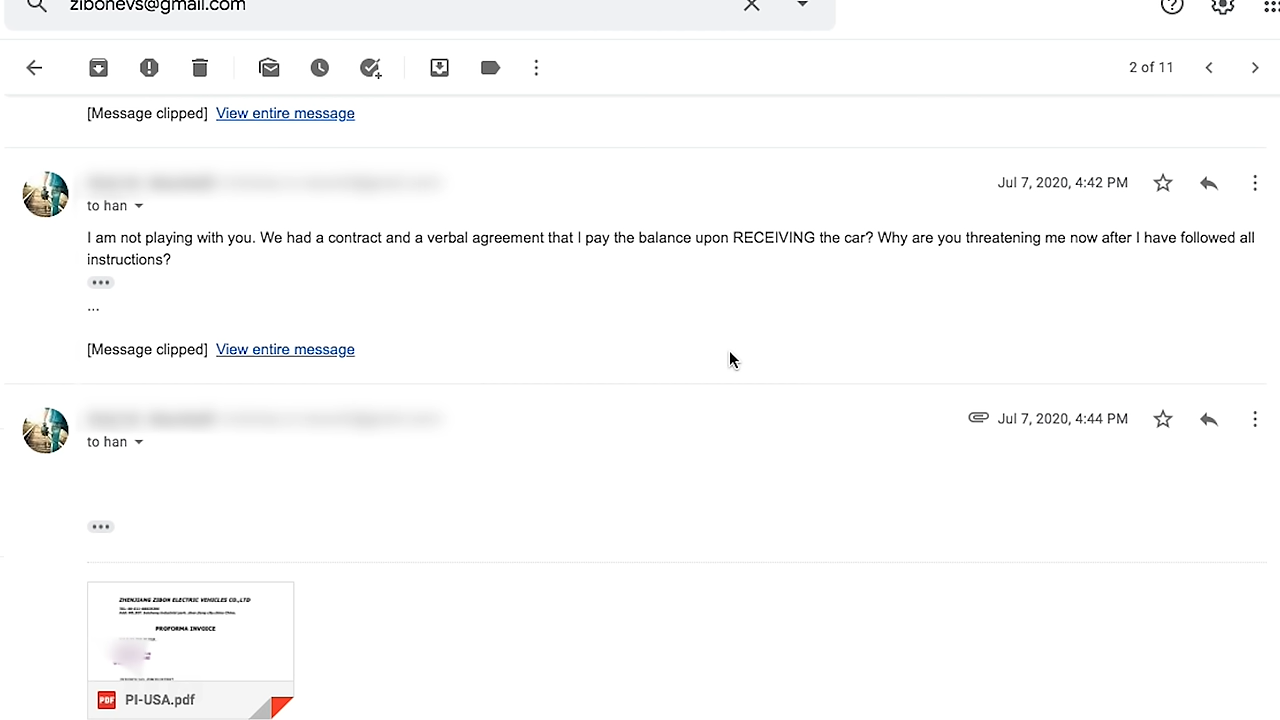 zibonevs@gmail.com
2 of 11
[Message clipped] View entire message
Jul 7, 2020, 4:42 PM
to han
I am not playing with you. We had a contract and a verbal agreement that I pay the balance upon RECEIVING the car? Why are you threatening me now after I have followed all
instructions?
...
[Message clipped] View entire message
Jul 7, 2020, 4:44 PM
to han
ZHENJIANG ZIBON ELECTRIC VEHICLES CO.,LTD
PROFORMA INVOICE
PDF PI-USA.pdf